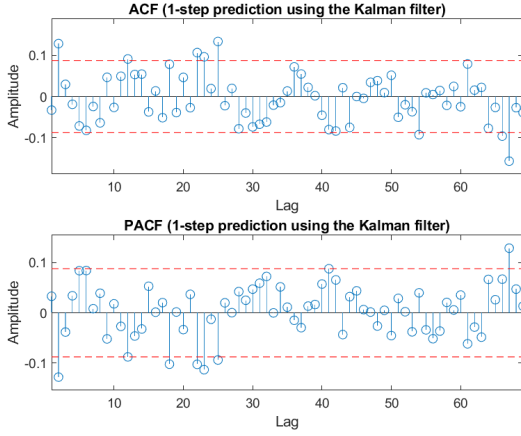 ACF (1-step prediction using the Kalman filter)
0.1
0
-0.1
Amplitude
10 20 30 40 50 60
Lag
PACF (1-step prediction using the Kalman filter)
0.1
0
-0.1
Amplitude
10 20 30 40 50 60
Lag